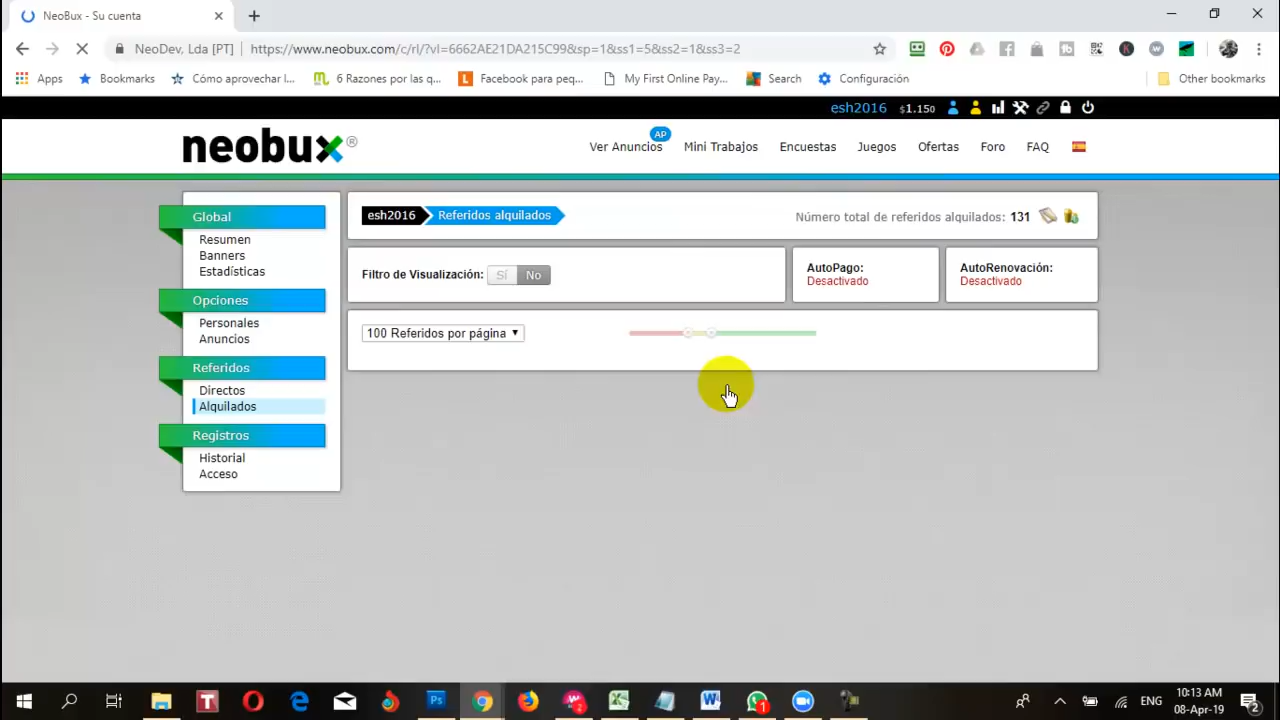 NeoBux - Su cuenta
NeoDev, Lda [PT]
https://www.neobux.com/c/rl/?vl=6662AE21DA215C99&sp=1&ss1=5&ss2=1&ss3=2
Apps
Bookmarks
Cómo aprovechar l...
6 Razones por las q...
Facebook para peq...
My First Online Pay...
Search
Configuración
Other bookmarks
esh2016 $1.150
neobux®
Ver Anuncios
AP
Mini Trabajos
Encuestas
Juegos
Ofertas
Foro
FAQ
Global
Resumen
Banners
Estadísticas
Opciones
Personales
Anuncios
Referidos
Directos
Alquilados
Registros
Historial
Acceso
esh2016
Referidos alquilados
Número total de referidos alquilados: 131
Filtro de Visualización: Sí No
AutoPago:
Desactivado
AutoRenovación:
Desactivado
100 Referidos por página
T
Ps
2
W
1
ENG
10:13 AM
08-Apr-19
2